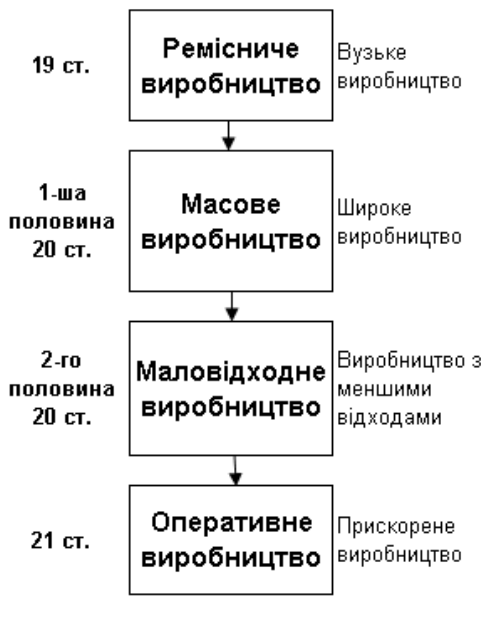 19 ст.
Ремісниче
виробництво
Вузьке
виробництво
1-ша
половина
20 ст.
Масове
виробництво
Широке
виробництво
2-го
половина
20 ст.
Маловідходне
виробництво
Виробництво з
меншими
відходами
21 ст.
Оперативне
виробництво
Прискорене
виробництво